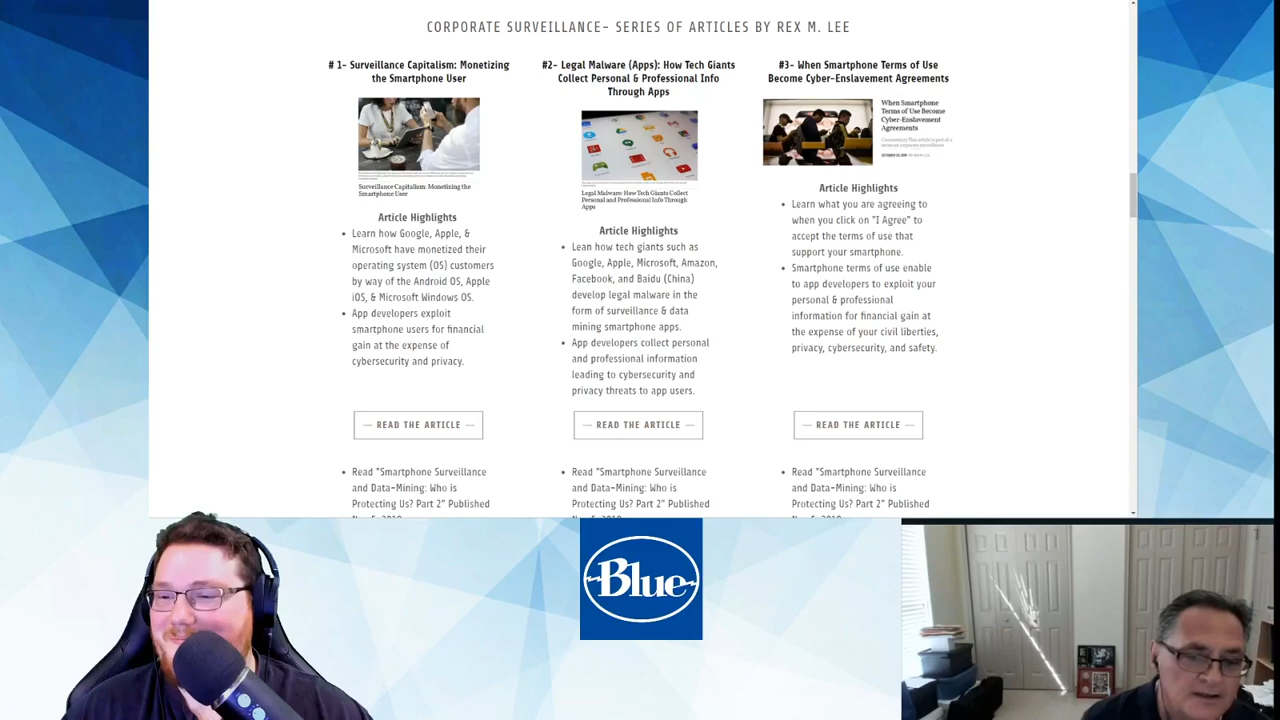 CORPORATE SURVEILLANCE- SERIES OF ARTICLES BY REX M. LEE
# 1- Surveillance Capitalism: Monetizing
the Smartphone User
Surveillance Capitalism: Monetizing the
Smartphone User
Article Highlights
• Learn how Google, Apple, &
Microsoft have monetized their
operating system (OS) customers
by way of the Android OS, Apple
iOS, & Microsoft Windows OS.
• App developers exploit
smartphone users for financial
gain at the expense of
cybersecurity and privacy.
— READ THE ARTICLE —
• Read "Smartphone Surveillance
and Data-Mining: Who is
Protecting Us? Part 2" Published
#2- Legal Malware (Apps): How Tech Giants
Collect Personal & Professional Info
Through Apps
Legal Malware: How Tech Giants Collect
Personal and Professional Info Through
Apps
Article Highlights
• Lean how tech giants such as
Google, Apple, Microsoft, Amazon,
Facebook, and Baidu (China)
develop legal malware in the
form of surveillance & data
mining smartphone apps.
• App developers collect personal
and professional information
leading to cybersecurity and
privacy threats to app users.
— READ THE ARTICLE —
• Read "Smartphone Surveillance
and Data-Mining: Who is
Protecting Us? Part 2" Published
#3- When Smartphone Terms of Use
Become Cyber-Enslavement Agreements
When Smartphone
Terms of Use Become
Cyber-Enslavement
Agreements
Article Highlights
• Learn what you are agreeing to
when you click on "I Agree" to
accept the terms of use that
support your smartphone.
• Smartphone terms of use enable
to app developers to exploit your
personal & professional
information for financial gain at
the expense of your civil liberties,
privacy, cybersecurity, and safety.
— READ THE ARTICLE —
• Read "Smartphone Surveillance
and Data-Mining: Who is
Protecting Us? Part 2" Published
Blue